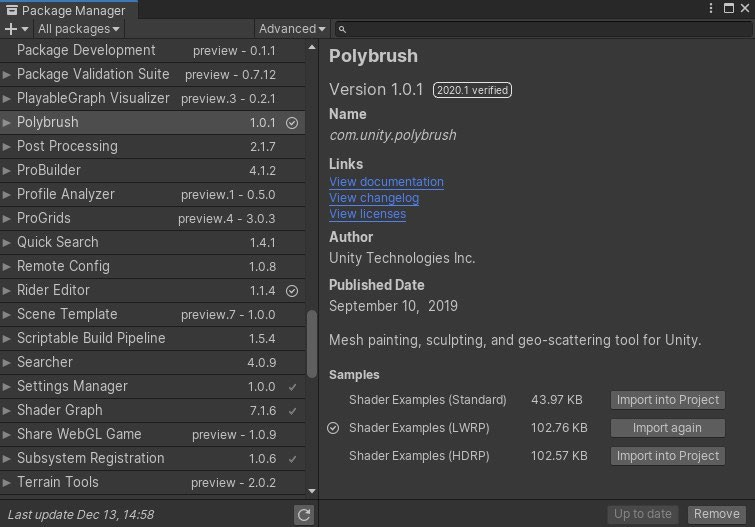 Package Manager
All packages
Advanced
Package Development preview - 0.1.1
Package Validation Suite preview - 0.7.12
PlayableGraph Visualizer preview.3 - 0.2.1
Polybrush 1.0.1
Post Processing 2.1.7
ProBuilder 4.1.2
Profile Analyzer preview.1 - 0.5.0
ProGrids preview.4 - 3.0.3
Quick Search 1.4.1
Remote Config 1.0.8
Rider Editor 1.1.4
Scene Template preview.7 - 1.0.0
Scriptable Build Pipeline 1.5.4
Searcher 4.0.9
Settings Manager 1.0.0
Shader Graph 7.1.6
Share WebGL Game preview - 1.0.9
Subsystem Registration 1.0.6
Terrain Tools preview - 2.0.2
Last update Dec 13, 14:58
Polybrush
Version 1.0.1 2020.1 verified
Name
com.unity.polybrush
Links
View documentation
View changelog
View licenses
Author
Unity Technologies Inc.
Published Date
September 10, 2019
Mesh painting, sculpting, and geo-scattering tool for Unity.
Samples
Shader Examples (Standard) 43.97 KB Import into Project
Shader Examples (LWRP) 102.76 KB Import again
Shader Examples (HDRP) 102.57 KB Import into Project
Up to date Remove